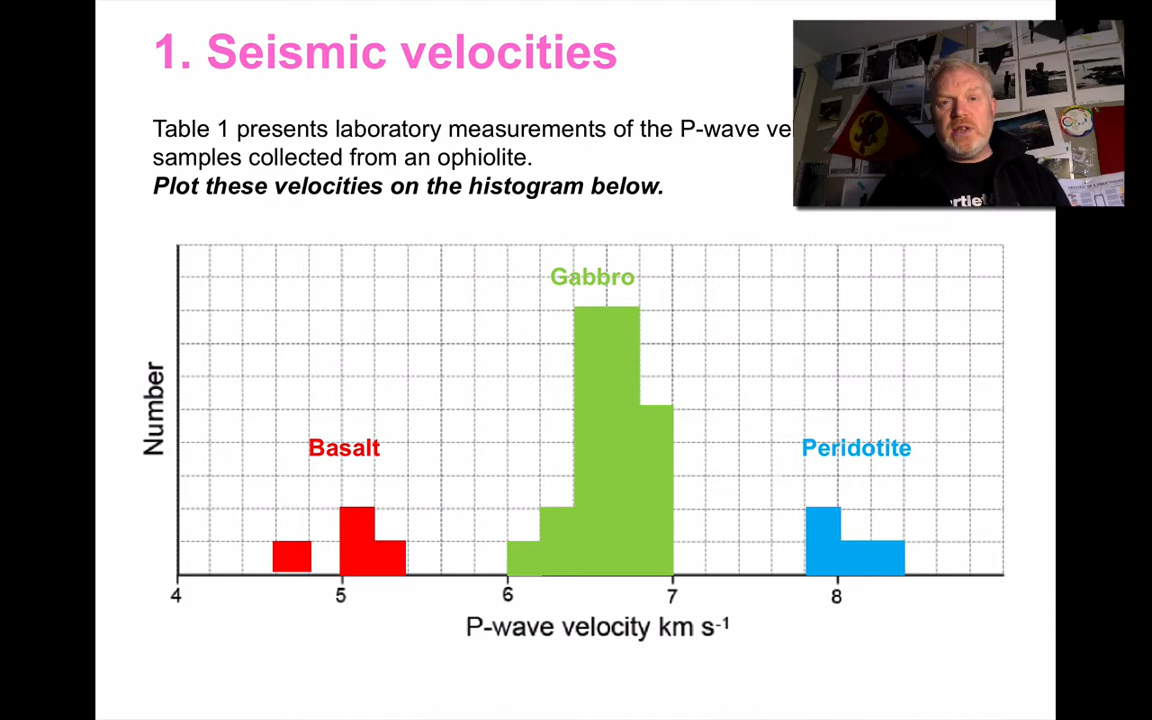 1. Seismic velocities
Table 1 presents laboratory measurements of the P-wave ve
samples collected from an ophiolite.
Plot these velocities on the histogram below.
Gabbro
Basalt
Peridotite
Number
4 5 6 7 8
P-wave velocity km s-1